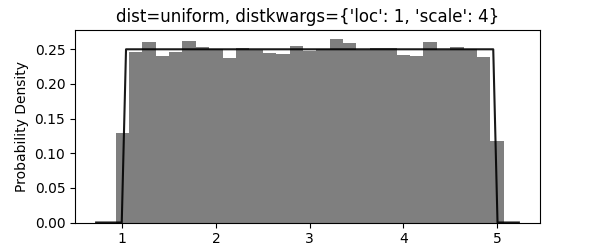 dist=uniform, distkwargs={'loc': 1, 'scale': 4}
Probability Density
0.25
0.20
0.15
0.10
0.05
0.00
1 2 3 4 5